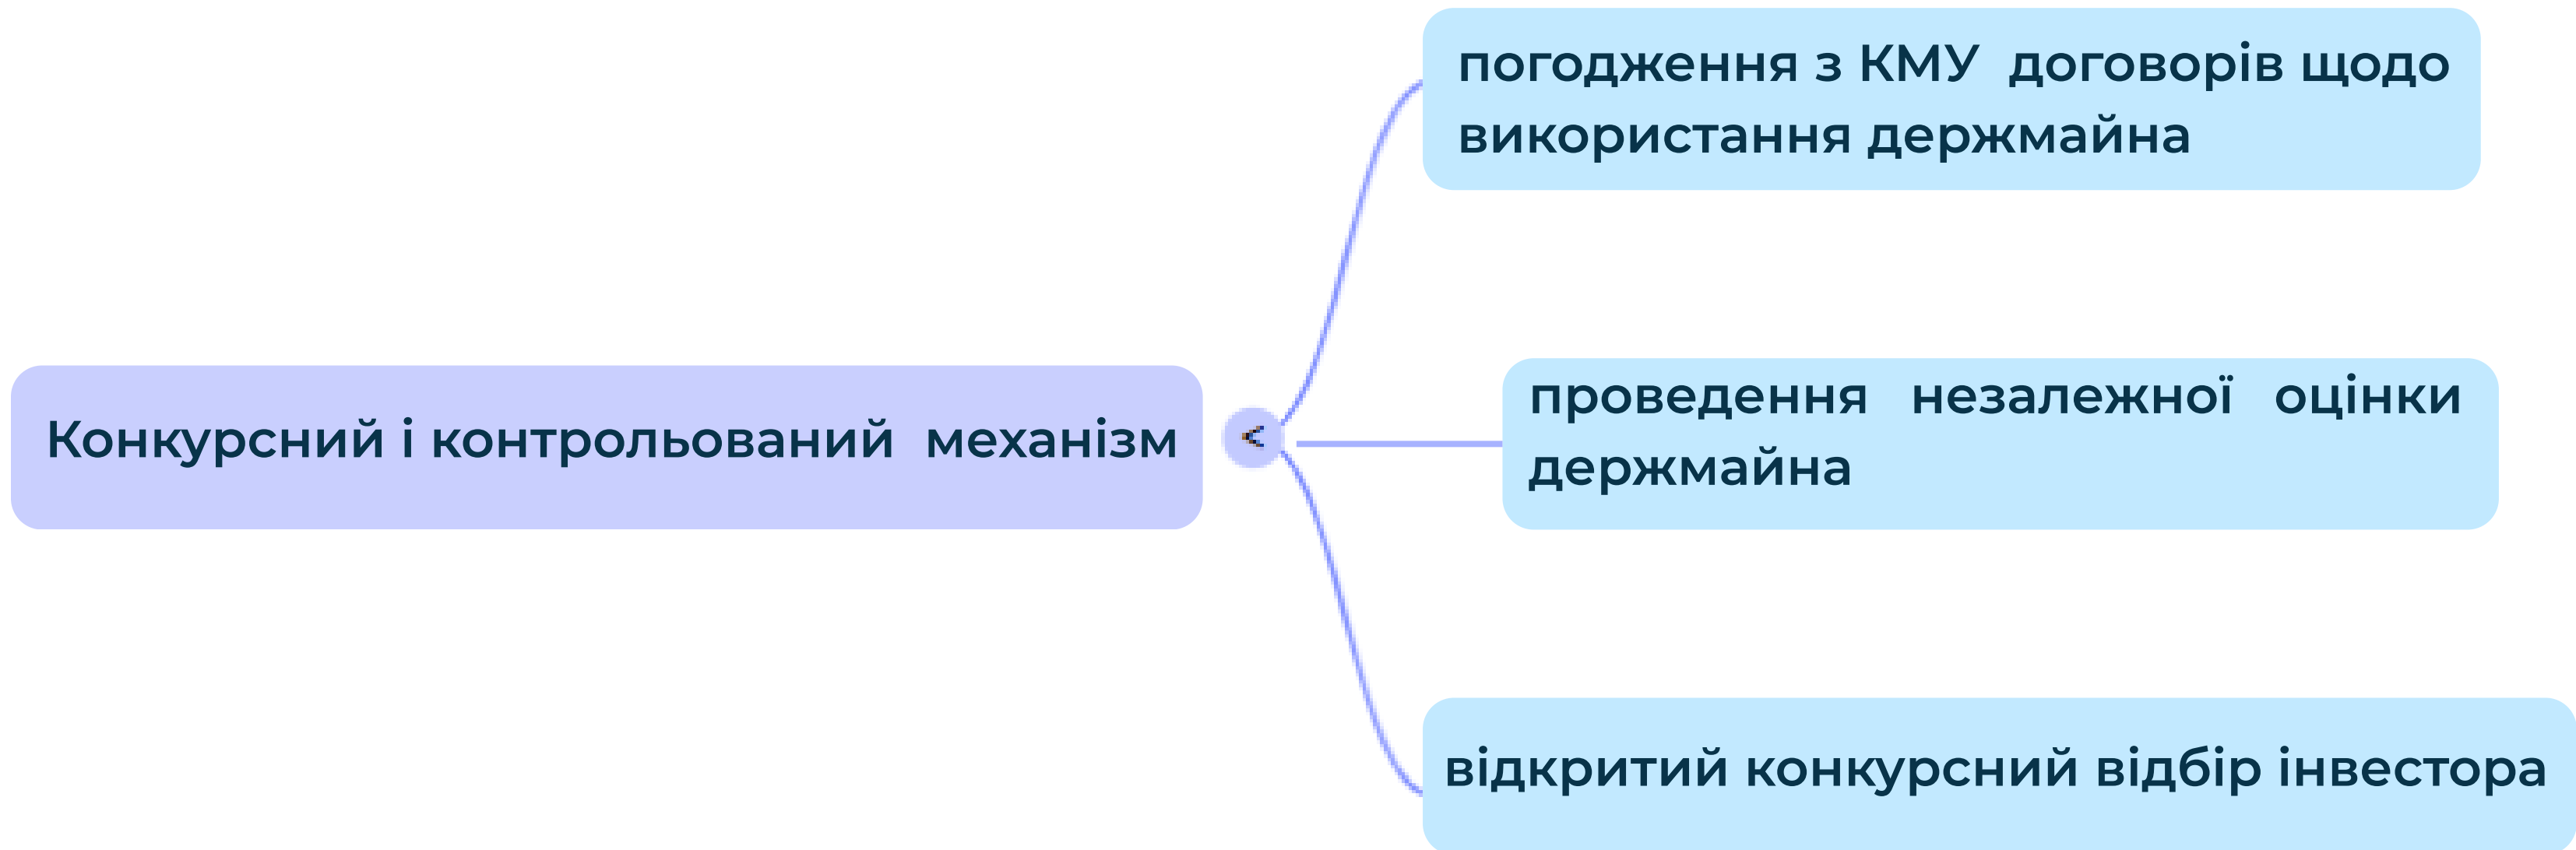 погодження з КМУ договорів щодо
використання держмайна
Конкурсний і контрольований механізм
<
проведення незалежної оцінки
держмайна
відкритий конкурсний відбір інвестора